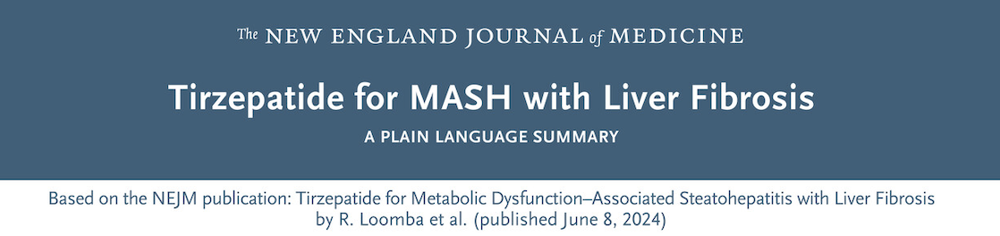 The NEW ENGLAND JOURNAL of MEDICINE
Tirzepatide for MASH with Liver Fibrosis
A PLAIN LANGUAGE SUMMARY
Based on the NEJM publication: Tirzepatide for Metabolic Dysfunction–Associated Steatohepatitis with Liver Fibrosis
by R. Loomba et al. (published June 8, 2024)